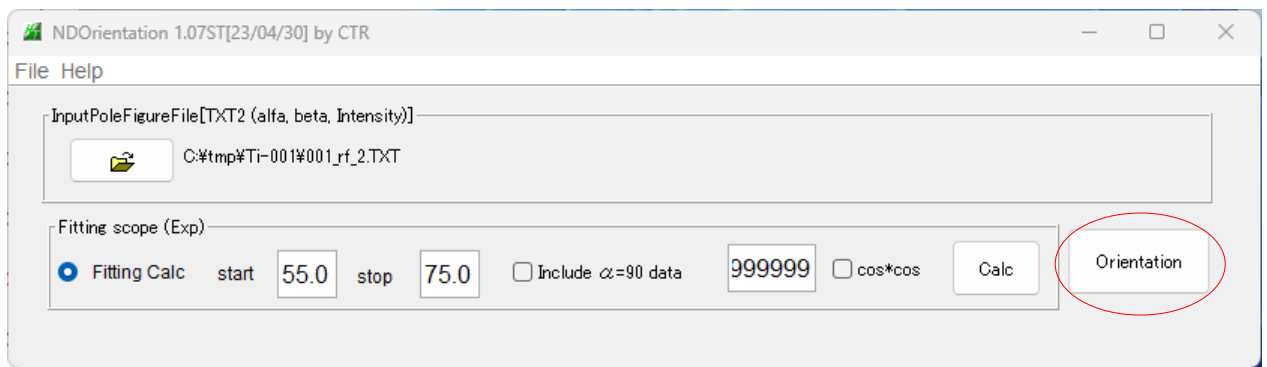 NDOrientation 1.07ST[23/04/30] by CTR
File Help
InputPoleFigureFile[TXT2 (alfa, beta, Intensity)]
C:¥tmp¥Ti-001¥001_rf_2.TXT
Fitting scope (Exp)
Fitting Calc start 55.0 stop 75.0 Include α=90 data 999999 cos*cos Calc Orientation